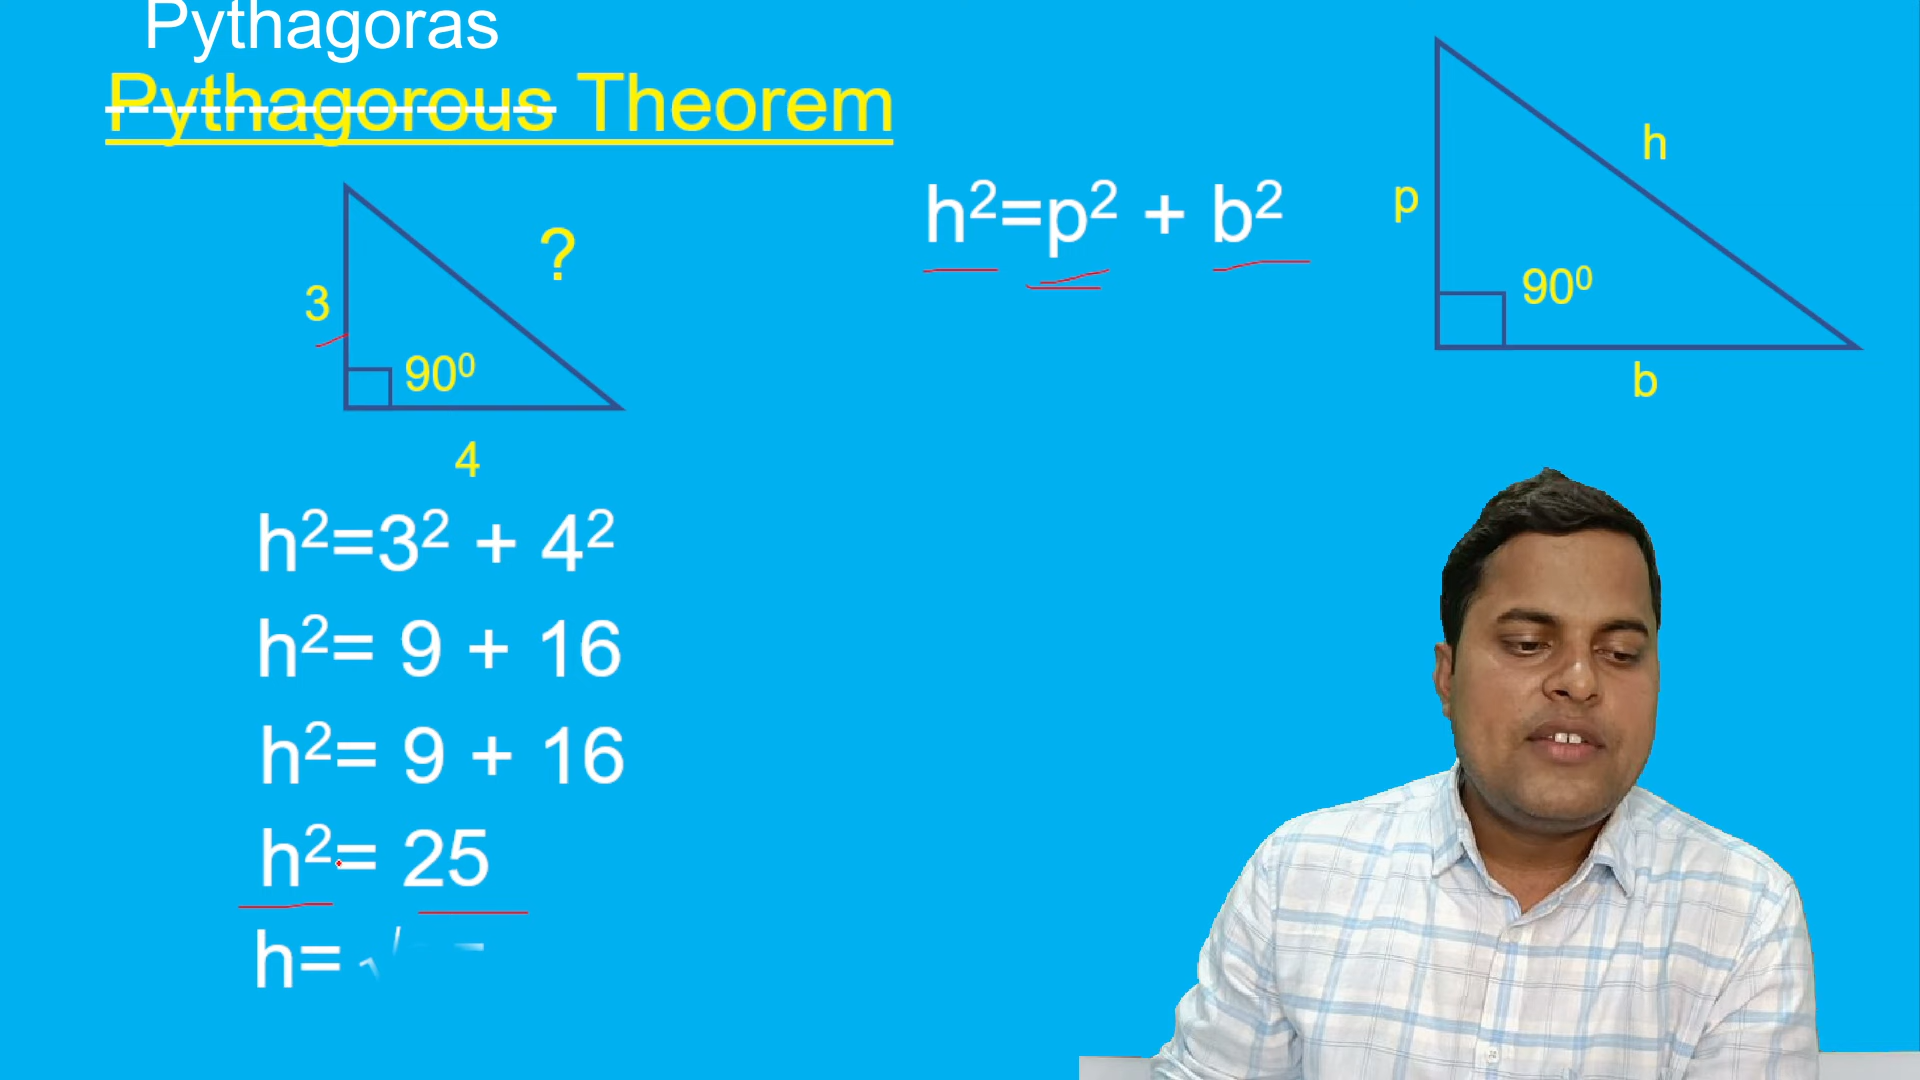 Pythagoras
Pythagorous Theorem
h²=p² + b²
h
p
90⁰
b
?
3
90⁰
4
h²=3² + 4²
h²= 9 + 16
h²= 9 + 16
h²= 25
h= √